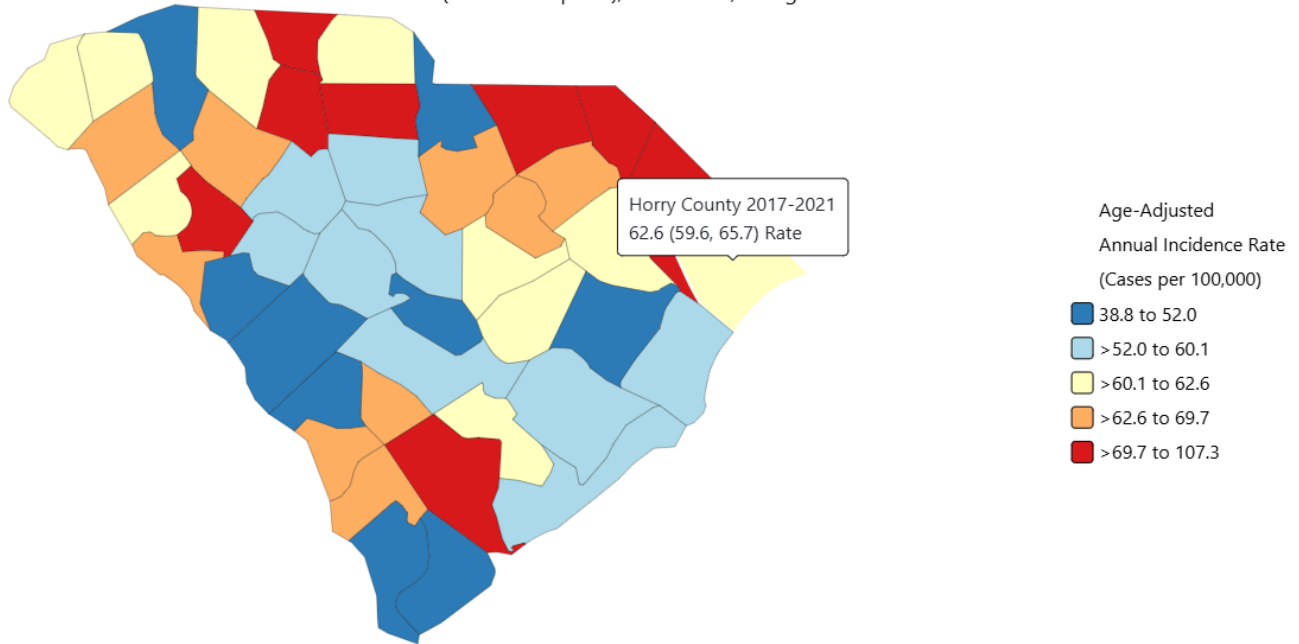 Horry County 2017-2021
62.6 (59.6, 65.7) Rate
Age-Adjusted
Annual Incidence Rate
(Cases per 100,000)
38.8 to 52.0
>52.0 to 60.1
>60.1 to 62.6
>62.6 to 69.7
>69.7 to 107.3